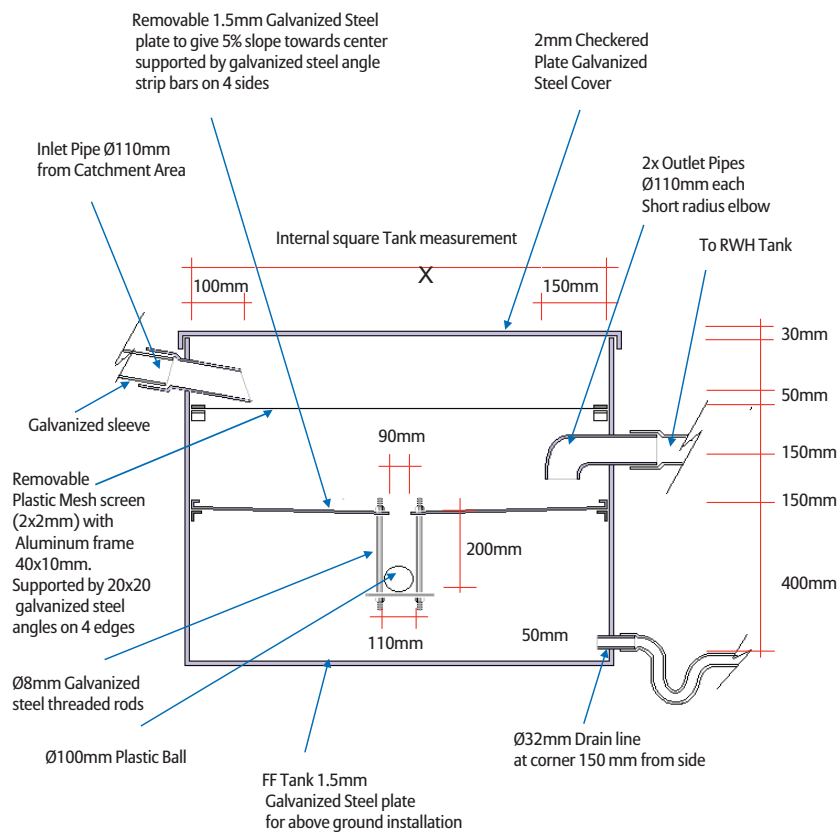 Removable 1.5mm Galvanized Steel
plate to give 5% slope towards center
supported by galvanized steel angle
strip bars on 4 sides
2mm Checkered
Plate Galvanized
Steel Cover
Inlet Pipe Ø110mm
from Catchment Area
2x Outlet Pipes
Ø110mm each
Short radius elbow
Internal square Tank measurement
To RWH Tank
X
100mm
150mm
30mm
50mm
Galvanized sleeve
90mm
150mm
Removable
Plastic Mesh screen
(2x2mm) with
Aluminum frame
40x10mm.
Supported by 20x20
galvanized steel
angles on 4 edges
150mm
200mm
400mm
110mm
50mm
Ø8mm Galvanized
steel threaded rods
Ø100mm Plastic Ball
Ø32mm Drain line
at corner 150 mm from side
FF Tank 1.5mm
Galvanized Steel plate
for above ground installation